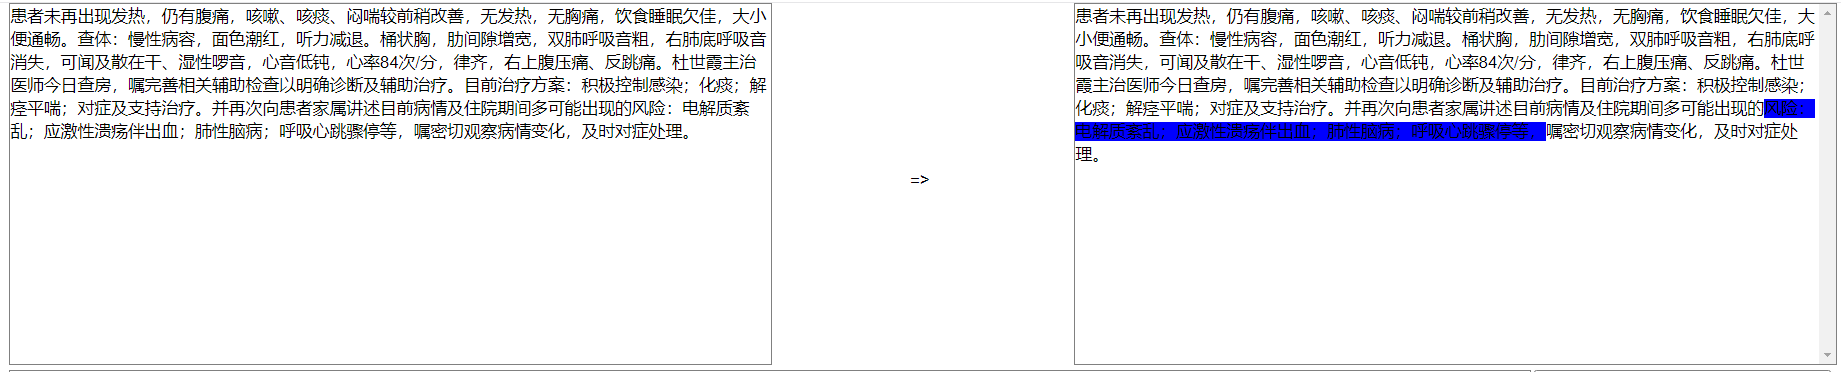 患者未再出现发热，仍有腹痛，咳嗽、咳痰、闷喘较前稍改善，无发热，无胸痛，饮食睡眠欠佳，大小
便通畅。查体：慢性病容，面色潮红，听力减退。桶状胸，肋间隙增宽，双肺呼吸音粗，右肺底呼吸音
消失，可闻及散在干、湿性啰音，心音低钝，心率84次/分，律齐，右上腹压痛、反跳痛。杜世霞主治
医师今日查房，嘱完善相关辅助检查以明确诊断及辅助治疗。目前治疗方案：积极控制感染；化痰；解
痉平喘；对症及支持治疗。并再次向患者家属讲述目前病情及住院期间多可能出现的风险：电解质紊
乱；应激性溃疡伴出血；肺性脑病；呼吸心跳骤停等，嘱密切观察病情变化，及时对症处理。
=>
患者未再出现发热，仍有腹痛，咳嗽、咳痰、闷喘较前稍改善，无发热，无胸痛，饮食睡眠欠佳，大
小便通畅。查体：慢性病容，面色潮红，听力减退。桶状胸，肋间隙增宽，双肺呼吸音粗，右肺底呼
吸音消失，可闻及散在干、湿性啰音，心音低钝，心率84次/分，律齐，右上腹压痛、反跳痛。杜世
霞主治医师今日查房，嘱完善相关辅助检查以明确诊断及辅助治疗。目前治疗方案：积极控制感染；
化痰；解痉平喘；对症及支持治疗。并再次向患者家属讲述目前病情及住院期间多可能出现的风险：
电解质紊乱；应激性溃疡伴出血；肺性脑病；呼吸心跳骤停等，嘱密切观察病情变化，及时对症处
理。